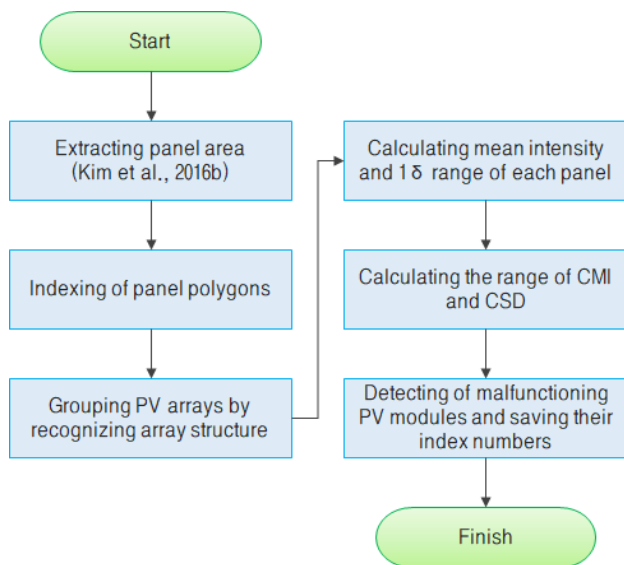 Start
Extracting panel area
(Kim et al., 2016b)
Indexing of panel polygons
Grouping PV arrays by
recognizing array structure
Calculating mean intensity
and 1δ range of each panel
Calculating the range of CMI
and CSD
Detecting of malfunctioning
PV modules and saving their
index numbers
Finish